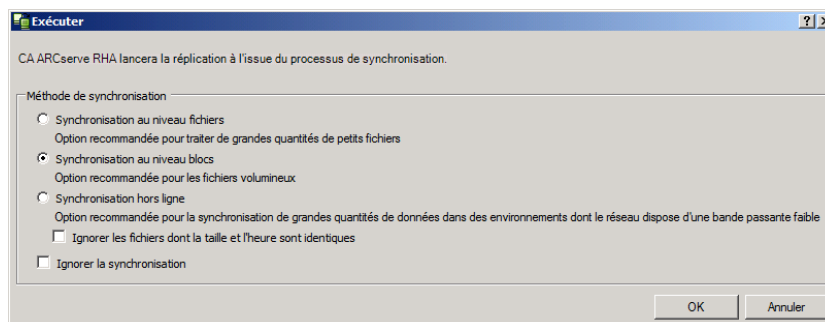 Exécuter
CA ARCserve RHA lancera la réplication à l'issue du processus de synchronisation.
Méthode de synchronisation
Synchronisation au niveau fichiers
Option recommandée pour traiter de grandes quantités de petits fichiers
Synchronisation au niveau blocs
Option recommandée pour les fichiers volumineux
Synchronisation hors ligne
Option recommandée pour la synchronisation de grandes quantités de données dans des environnements dont le réseau dispose d'une bande passante faible
Ignorer les fichiers dont la taille et l'heure sont identiques
Ignorer la synchronisation
OK Annuler